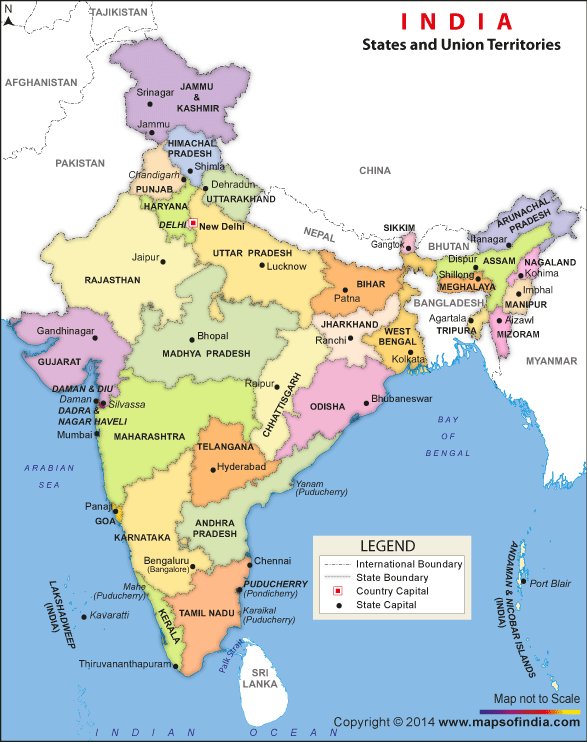 N
TAJIKISTAN
INDIA
States and Union Territories
AFGHANISTAN
PAKISTAN
CHINA
NEPAL
BHUTAN
BANGLADESH
MYANMAR
JAMMU
&
KASHMIR
Srinagar
Jammu
HIMACHAL
PRADESH
Shimla
Chandigarh
PUNJAB
Dehradun
UTTARAKHAND
HARYANA
DELHI
New Delhi
RAJASTHAN
Jaipur
UTTAR PRADESH
Lucknow
SIKKIM
Gangtok
ARUNACHAL
PRADESH
Itanagar
Dispur
ASSAM
NAGALAND
Kohima
Shillong
MEGHALAYA
Imphal
MANIPUR
Agartala
TRIPURA
Aizawl
MIZORAM
BIHAR
Patna
JHARKHAND
Ranchi
WEST
BENGAL
Kolkata
Gandhinagar
GUJARAT
Bhopal
MADHYA PRADESH
Raipur
CHHATTISGARH
ODISHA
Bhubaneswar
DAMAN & DIU
Daman
Silvassa
DADRA &
NAGAR HAVELI
Mumbai
MAHARASHTRA
TELANGANA
Hyderabad
ARABIAN
SEA
BAY
OF
BENGAL
Yanam
(Puducherry)
Panaji
GOA
KARNATAKA
ANDHRA
PRADESH
Bengaluru
(Bangalore)
Chennai
Mahe
(Puducherry)
PUDUCHERRY
(Pondicherry)
TAMIL NADU
Karaikal
(Puducherry)
KERALA
LAKSHADWEEP
(INDIA)
Kavaratti
Thiruvananthapuram
Palk Strait
SRI
LANKA
ANDAMAN & NICOBAR ISLANDS
(INDIA)
Port Blair
LEGEND
International Boundary
State Boundary
Country Capital
State Capital
Map not to Scale
Copyright © 2014 www.mapsofindia.com
INDIAN OCEAN